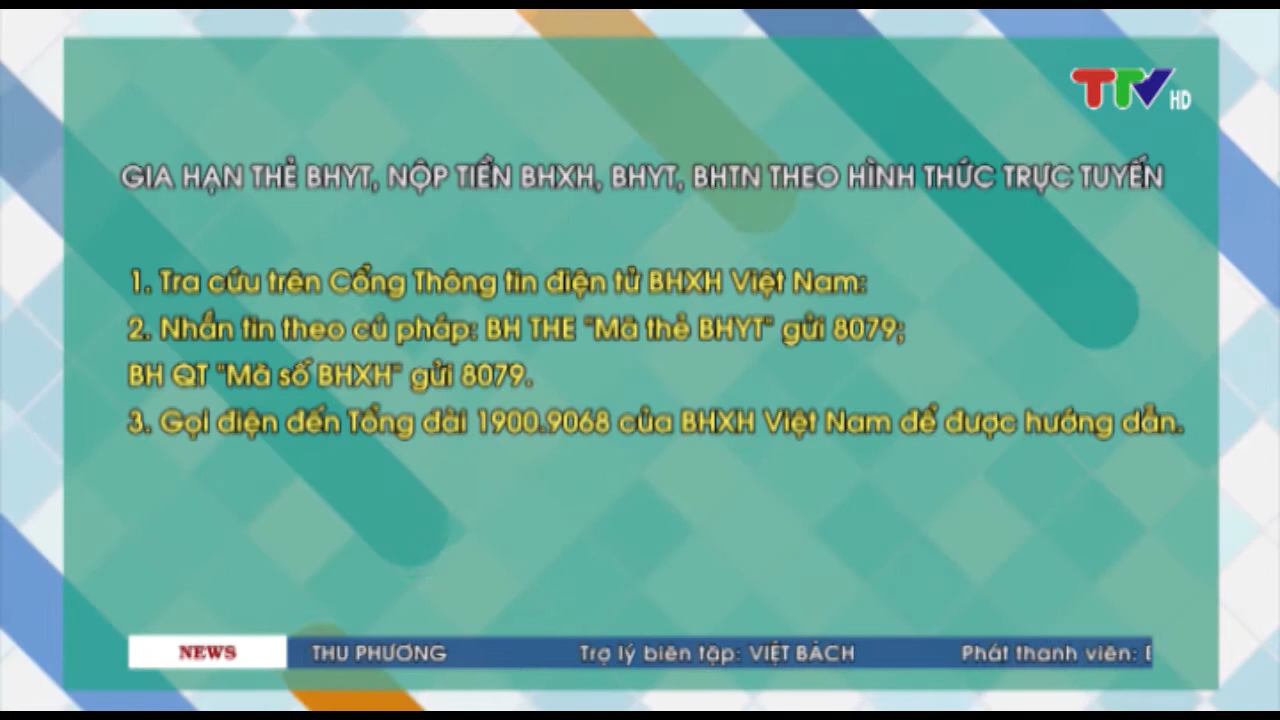 TTV HD
GIA HẠN THẺ BHYT, NỘP TIỀN BHXH, BHYT, BHTN THEO HÌNH THỨC TRỰC TUYẾN
1. Tra cứu trên Cổng Thông tin điện tử BHXH Việt Nam:
2. Nhắn tin theo cú pháp: BH THE "Mã thẻ BHYT" gửi 8079;
BH QT "Mã số BHXH" gửi 8079.
3. Gọi điện đến Tổng đài 1900.9068 của BHXH Việt Nam để được hướng dẫn.
NEWS THU PHƯƠNG Trợ lý biên tập: VIỆT BÁCH Phát thanh viên: